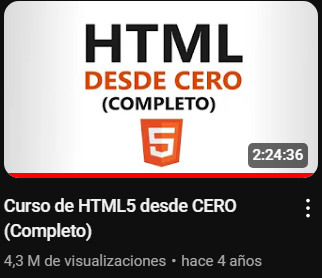 HTML
DESDE CERO
(COMPLETO)
5
2:24:36
Curso de HTML5 desde CERO
(Completo)
4,3 M de visualizaciones • hace 4 años